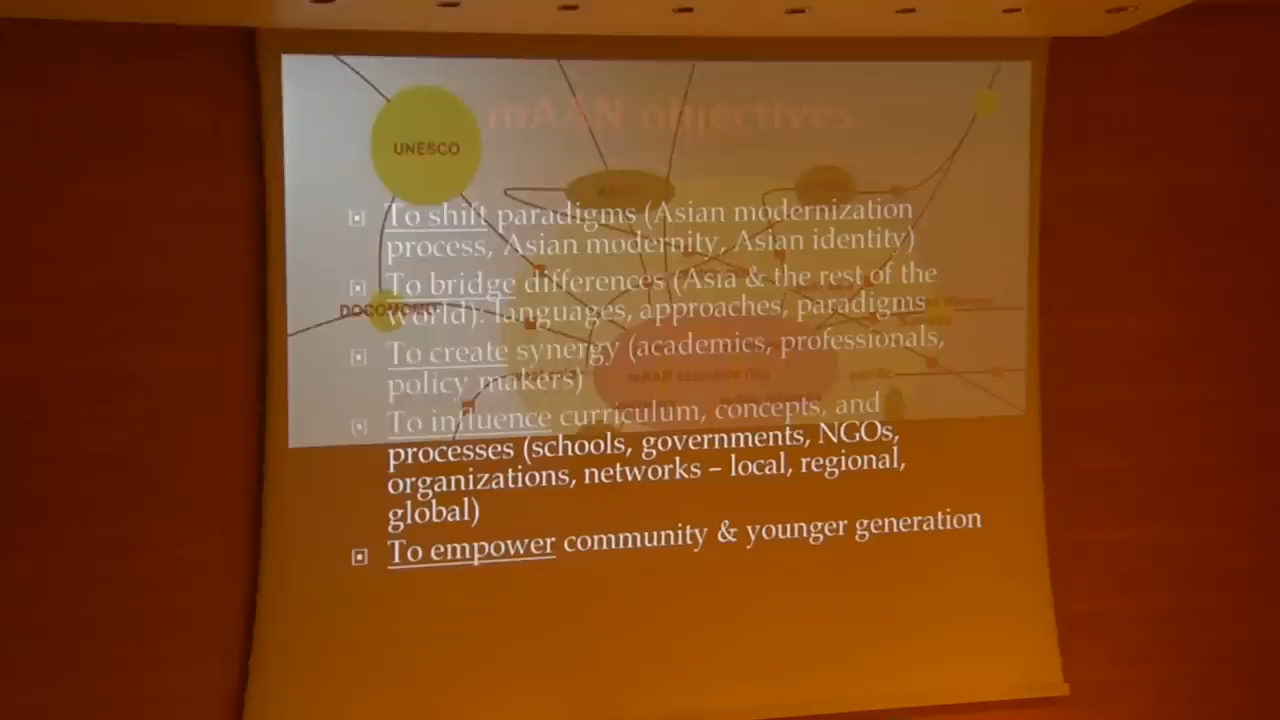 mAAN objectives
UNESCO
To shift paradigms (Asian modernization
process, Asian modernity, Asian identity)
To bridge differences (Asia & the rest of the
world): languages, approaches, paradigms
DOCOMOMO
To create synergy (academics, professionals,
policy makers)
To influence curriculum, concepts, and
processes (schools, governments, NGOs,
organizations, networks – local, regional,
global)
To empower community & younger generation